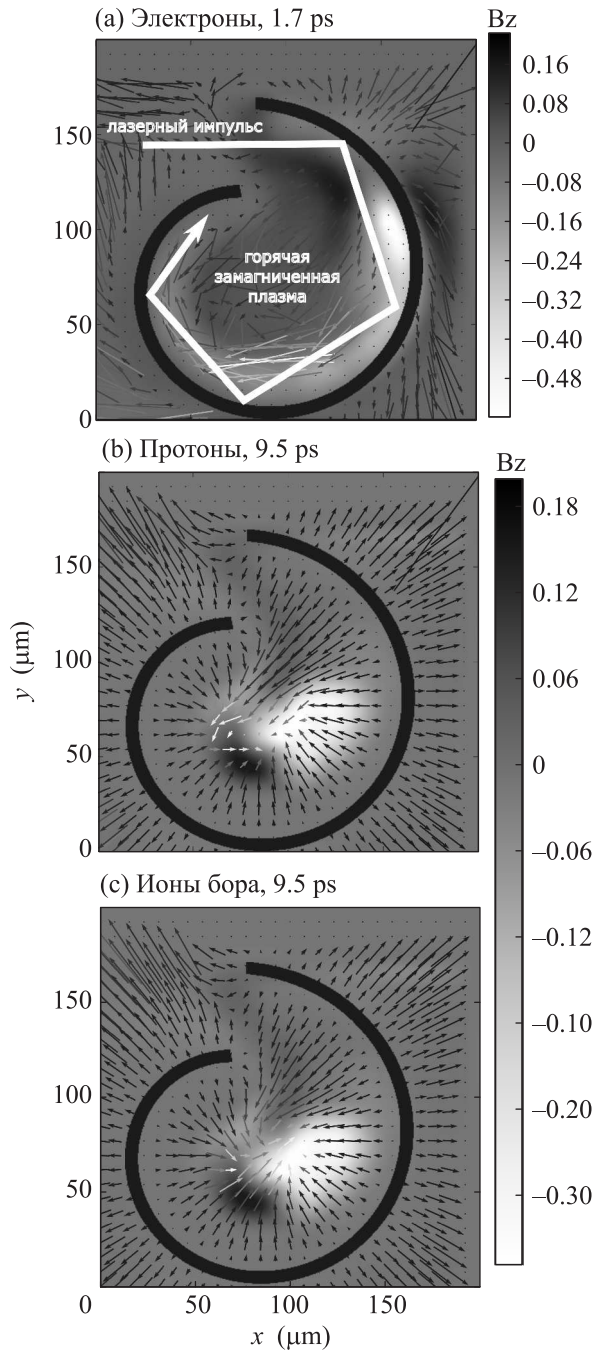 (a) Электроны, 1.7 ps
Bz
150
100
50
0
лазерный импульс
горячая
замагниченная
плазма
0.16
0.08
0
−0.08
−0.16
−0.24
−0.32
−0.40
−0.48
(b) Протоны, 9.5 ps
Bz
y (μm)
150
100
50
0
0.18
0.12
0.06
0
−0.06
−0.12
−0.10
−0.20
−0.30
(c) Ионы бора, 9.5 ps
150
100
50
0 50 100 150
x (μm)